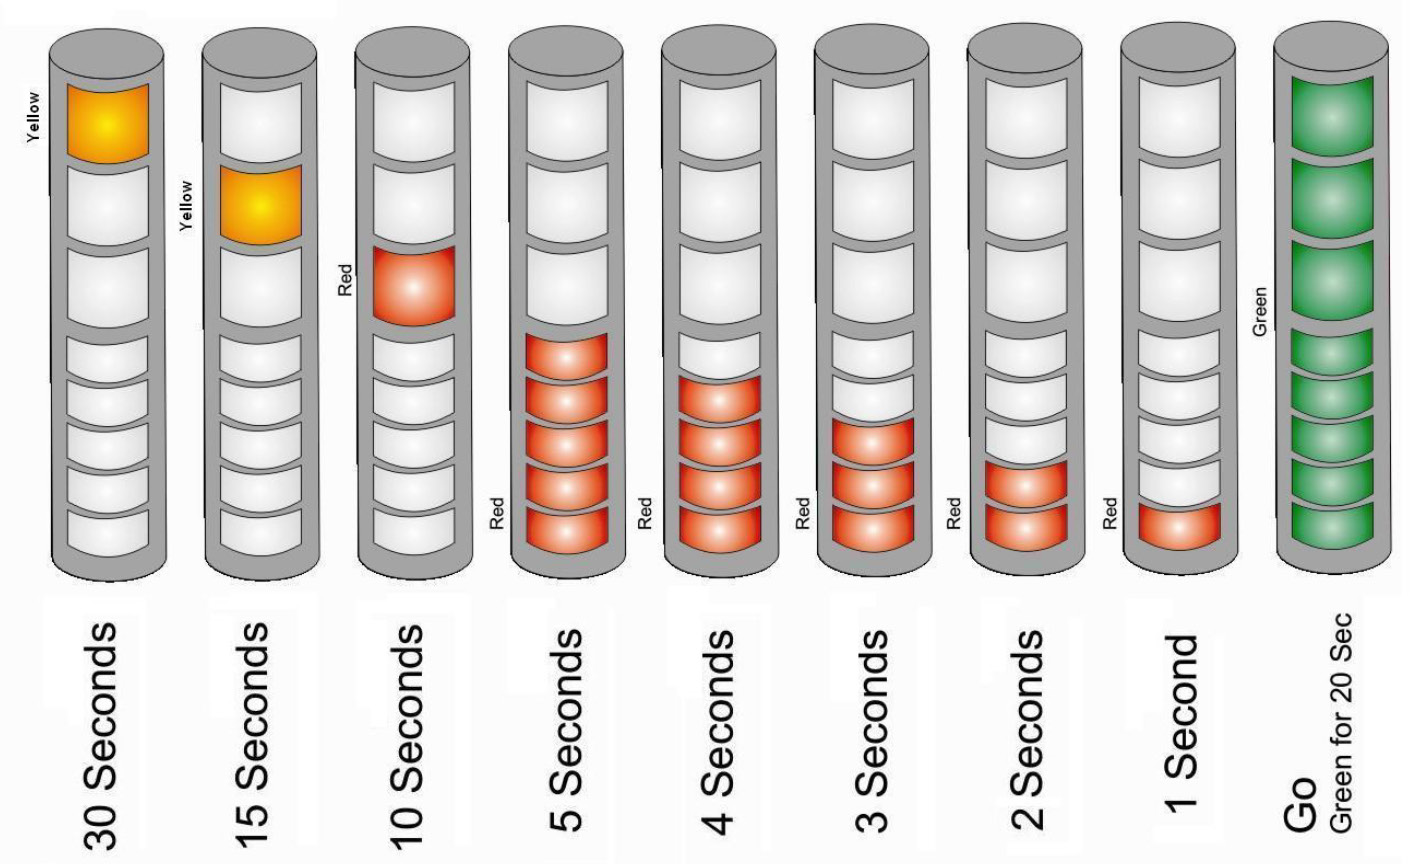 Yellow
Yellow
Red
Red
Red
Red
Red
Red
Green
30 Seconds
15 Seconds
10 Seconds
5 Seconds
4 Seconds
3 Seconds
2 Seconds
1 Second
Go
Green for 20 Sec